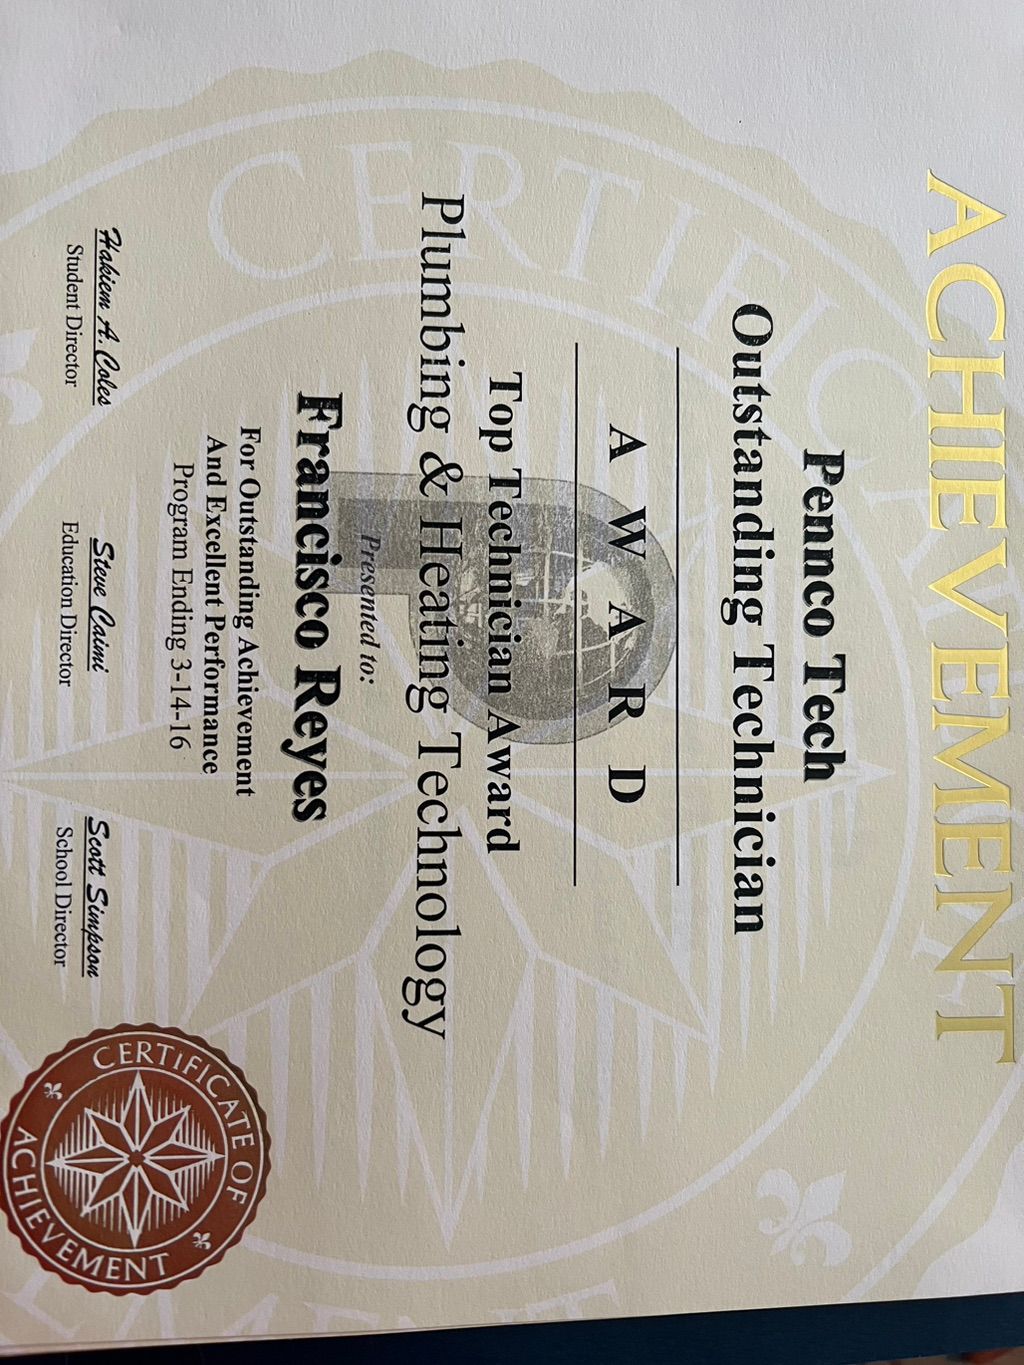 ACHIEVEMENT
Pennco Tech
Outstanding Technician
A W A R D
Top Technician Award
Plumbing & Heating Technology
Presented to:
Francisco Reyes
For Outstanding Achievement
And Excellent Performance
Program Ending 3-14-16
Hakiem A. Coles
Student Director
Steve Caimi
Education Director
Scott Simpson
School Director
CERTIFICATE OF
ACHIEVEMENT